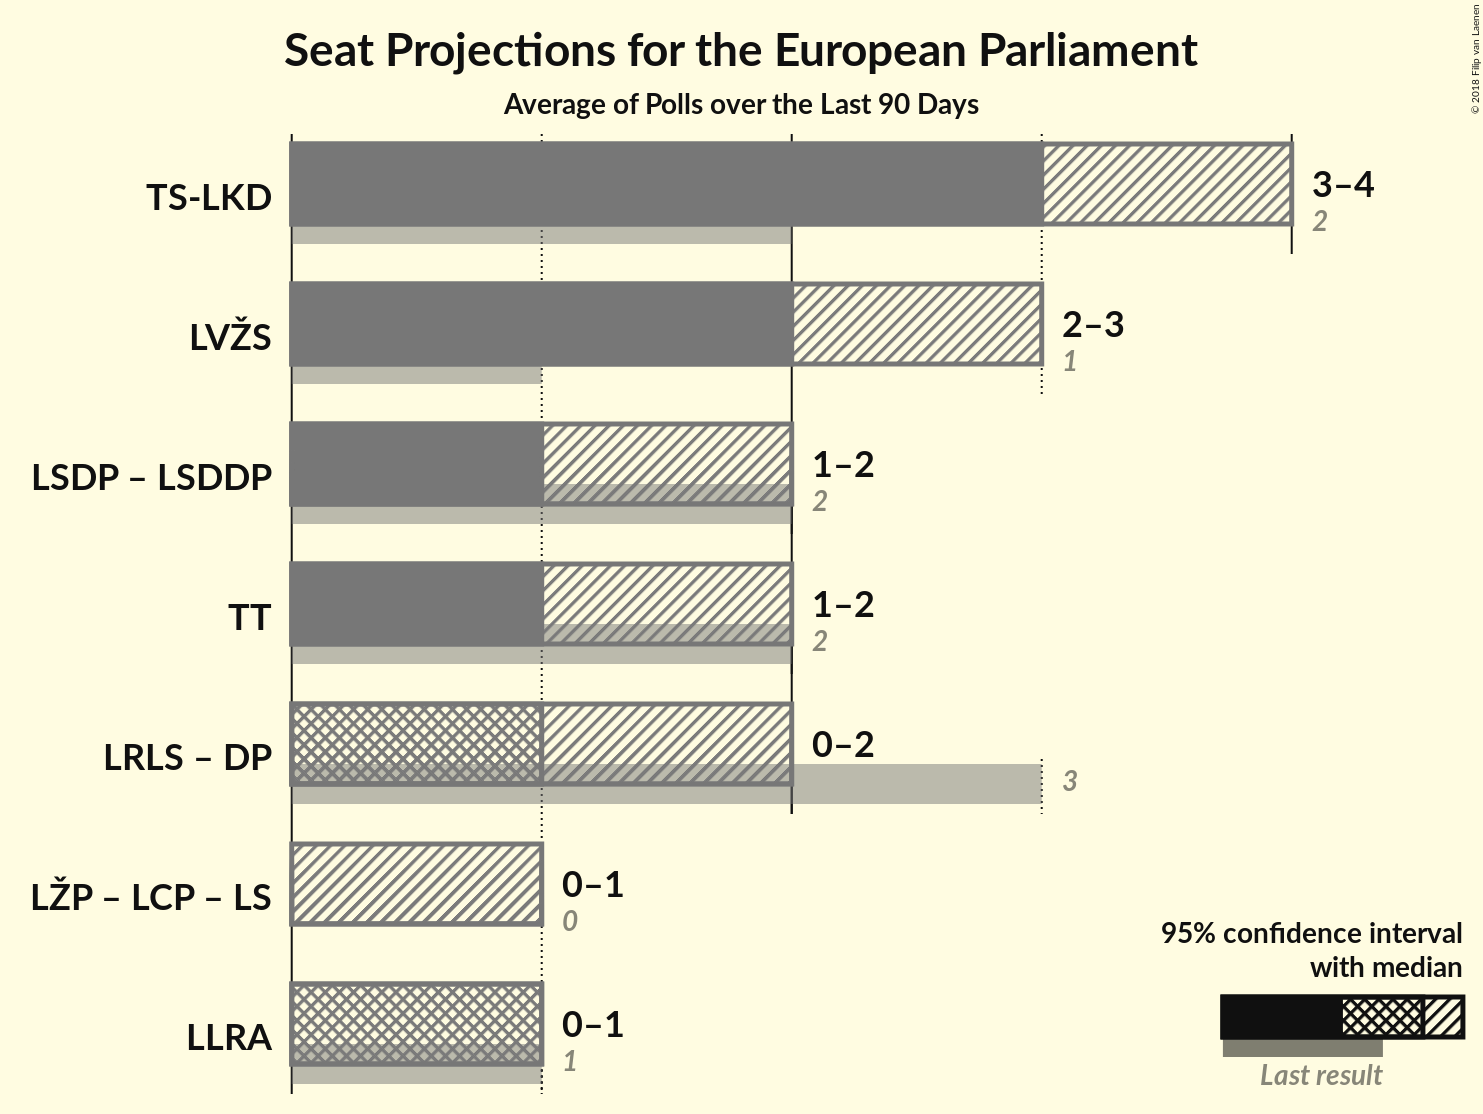 Seat Projections for the European Parliament
Average of Polls over the Last 90 Days
© 2018 Filip van Laenen
TS-LKD
3–4
2
LVŽS
2–3
1
LSDP – LSDDP
1–2
2
TT
1–2
2
LRLS – DP
0–2
3
LŽP – LCP – LS
0–1
0
LLRA
0–1
1
95% confidence interval
with median
Last result